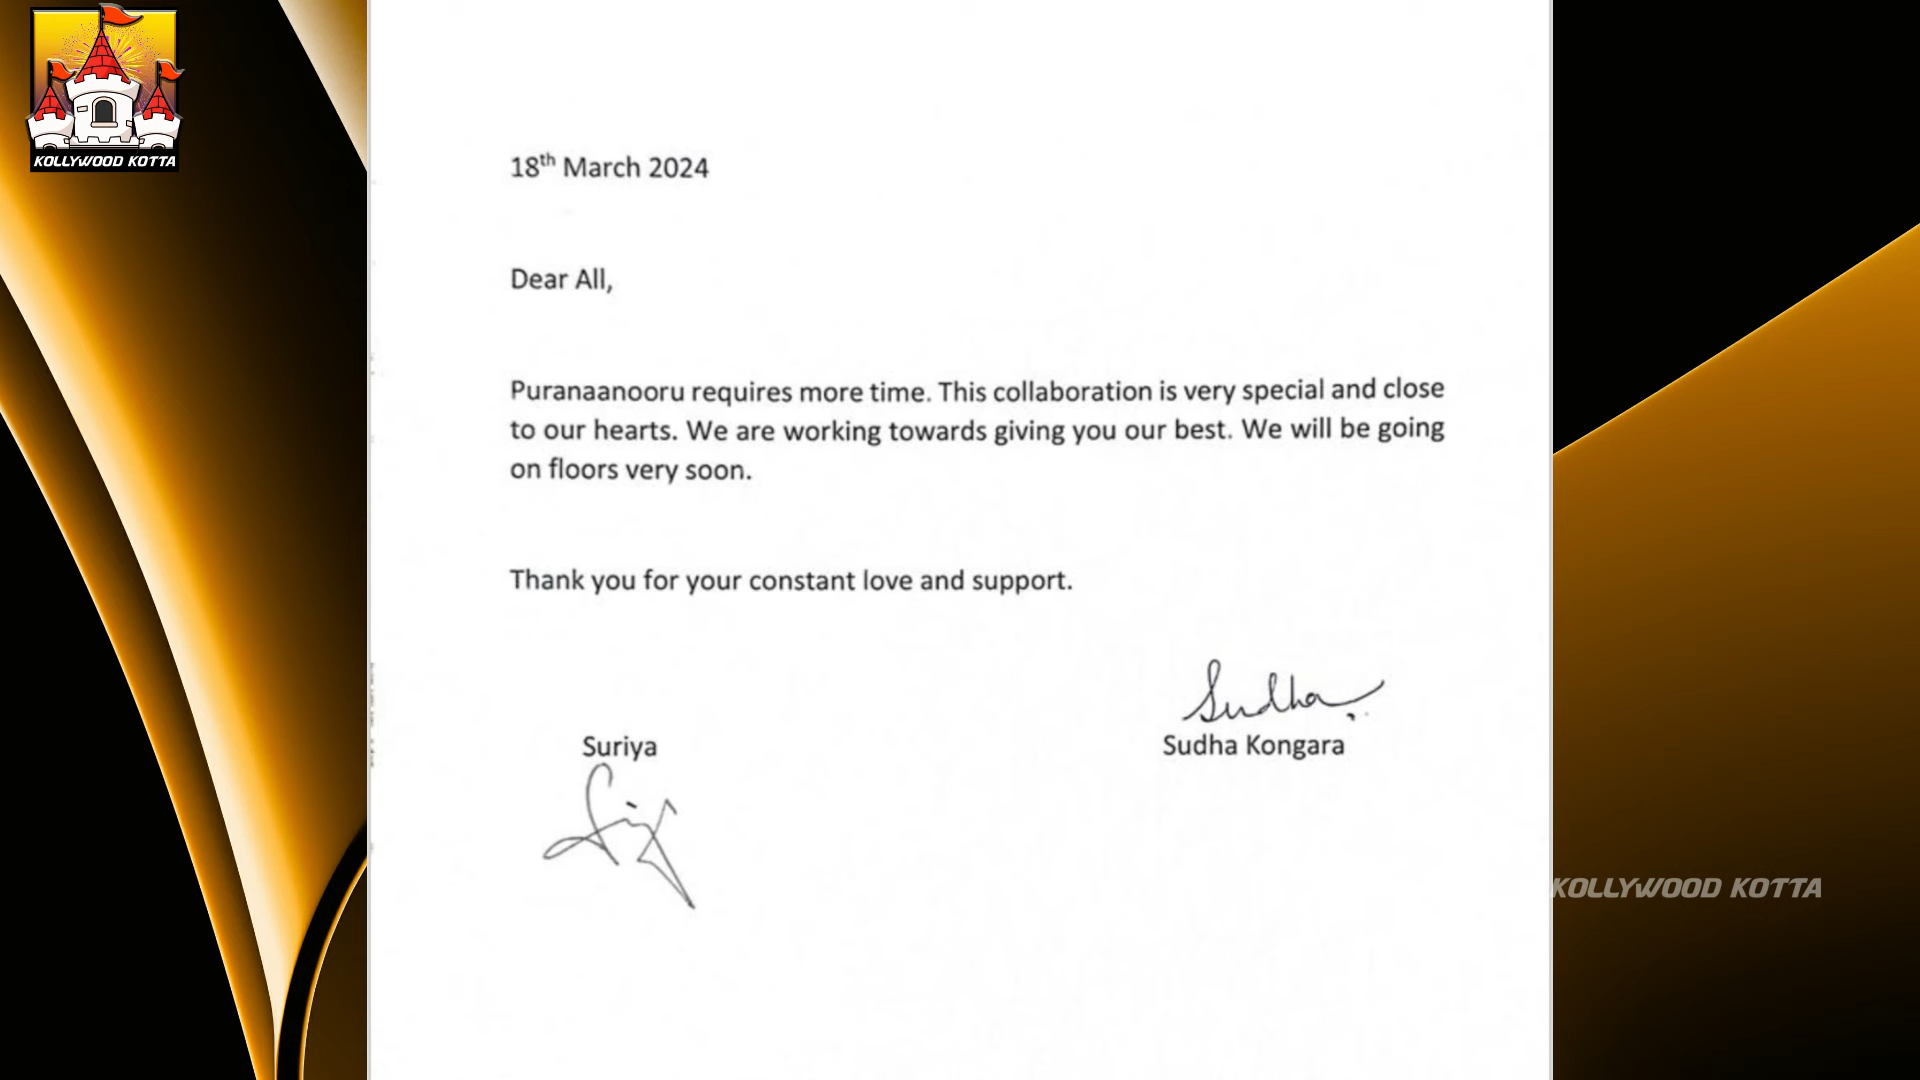 KOLLYWOOD KOTTA
18th March 2024
Dear All,
Puranaanooru requires more time. This collaboration is very special and close
to our hearts. We are working towards giving you our best. We will be going
on floors very soon.
Thank you for your constant love and support.
Sudha
Suriya
Sudha Kongara
KOLLYWOOD KOTTA